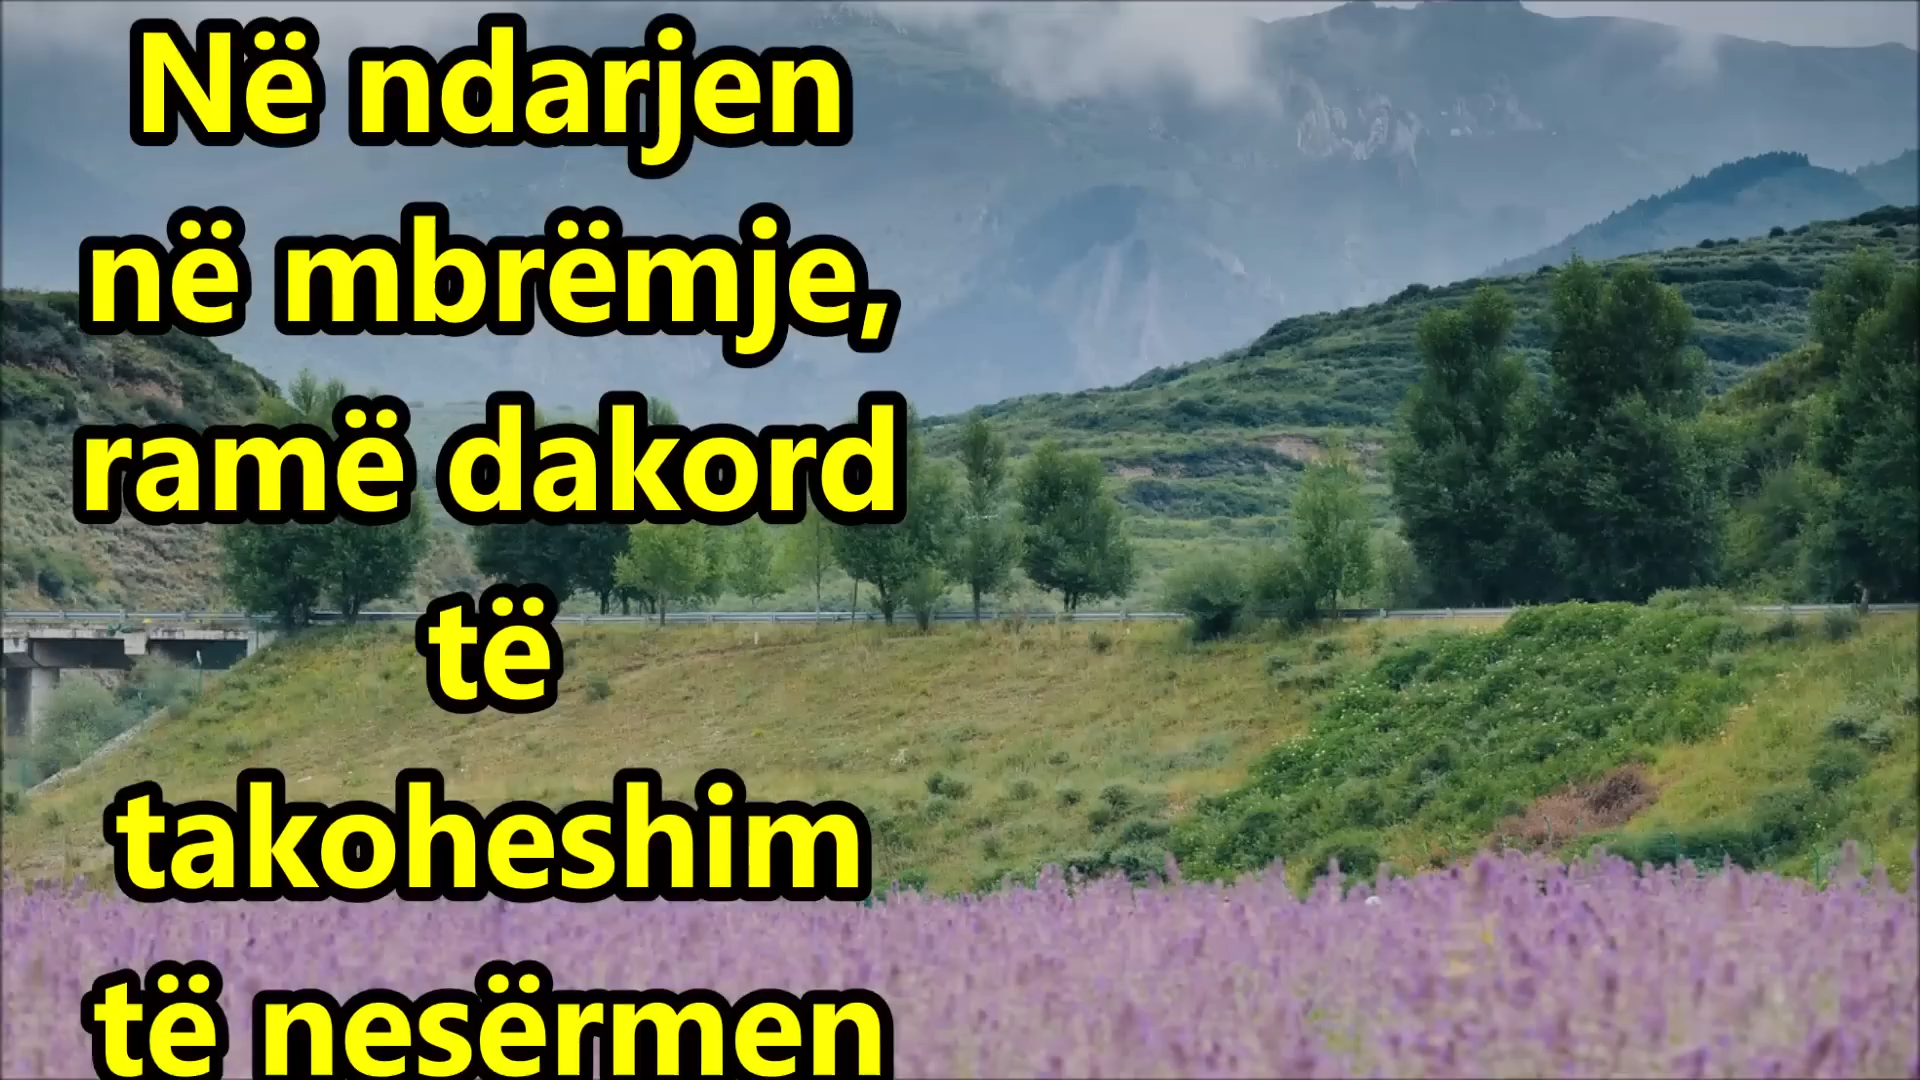 Në ndarjen
në mbrëmje,
ramë dakord
të
takoheshim
të nesërmen